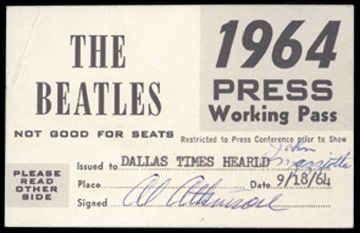 THE
BEATLES
NOT GOOD FOR SEATS
1964
PRESS
Working Pass
Restricted to Press Conference prior to Show
John
Issued to DALLAS TIMES HEARLD
PLEASE
READ
OTHER
SIDE
Place Date 9/18/64
Signed Al